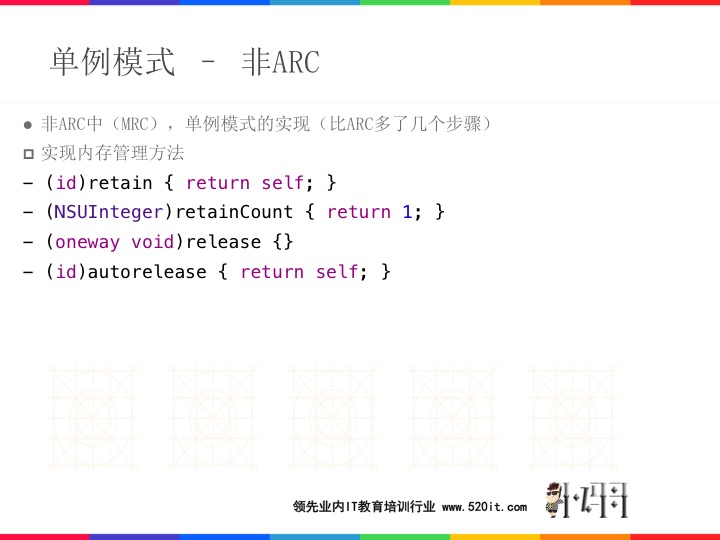 单例模式 – 非ARC
● 非ARC中（MRC），单例模式的实现（比ARC多了几个步骤）
实现内存管理方法
- (id)retain { return self; }
- (NSUInteger)retainCount { return 1; }
- (oneway void)release {}
- (id)autorelease { return self; }
领先业内IT教育培训行业 www.520it.com
小码哥